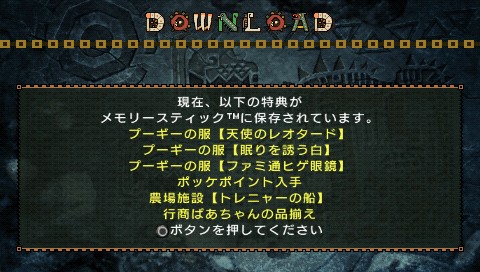 DOWNLOAD
現在、以下の特典が
メモリースティック™に保存されています。
プーギーの服【天使のレオタード】
プーギーの服【眠りを誘う白】
プーギーの服【ファミ通ヒゲ眼鏡】
ポッケポイント入手
農場施設【トレニャーの船】
行商ばあちゃんの品揃え
○ボタンを押してください